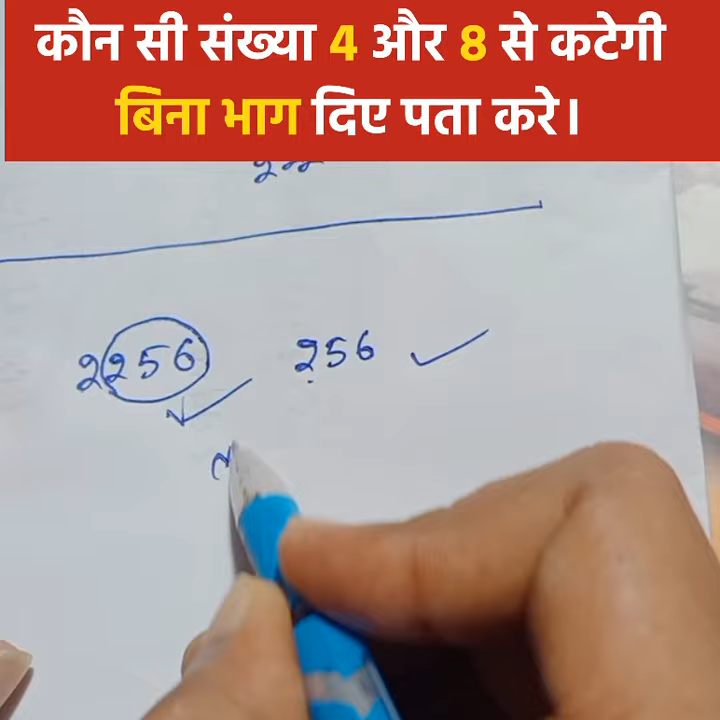 कौन सी संख्या 4 और 8 से कटेगी
बिना भाग दिए पता करे।
2256 256